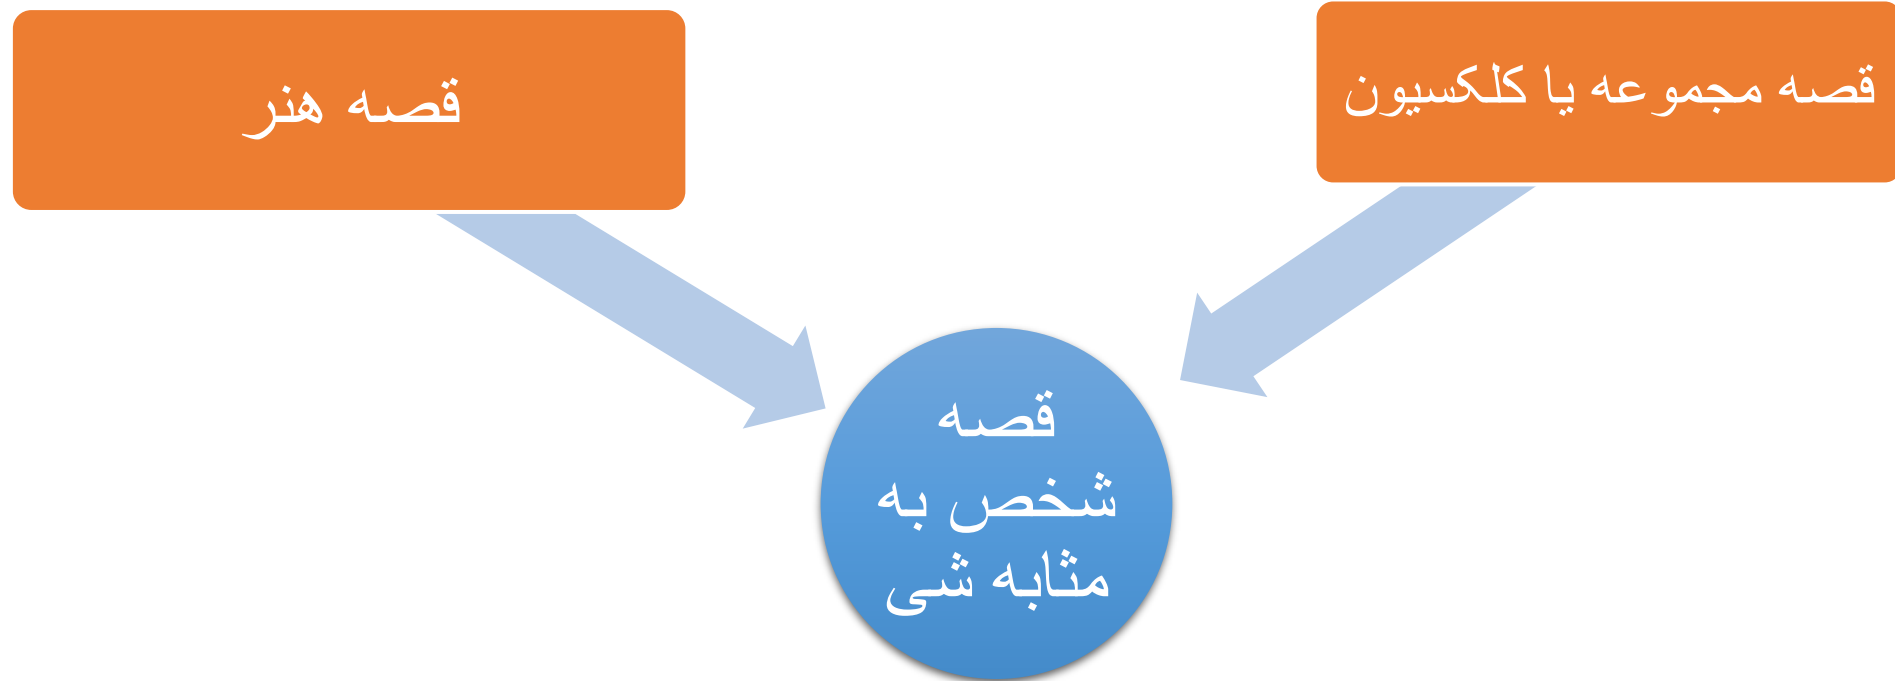 قصه مجموعه یا کلکسیون
قصه هنر
قصه
شخص به
مثابه شی